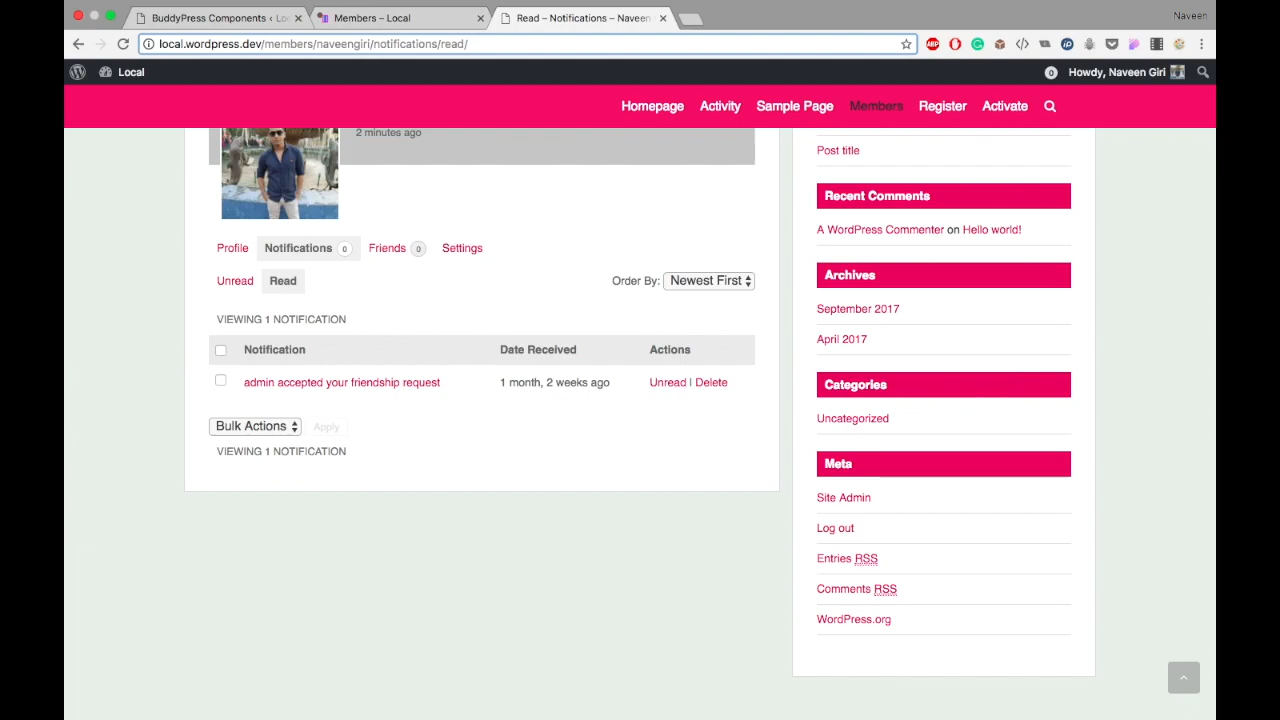 BuddyPress Components ‹ Lo
Members – Local
Read – Notifications – Naveen
Naveen
local.wordpress.dev/members/naveengiri/notifications/read/
Local
0
Howdy, Naveen Giri
Homepage
Activity
Sample Page
Members
Register
Activate
2 minutes ago
Profile
Notifications 0
Friends 0
Settings
Unread
Read
Order By: Newest First
VIEWING 1 NOTIFICATION
Notification
Date Received
Actions
admin accepted your friendship request
1 month, 2 weeks ago
Unread | Delete
Bulk Actions
Apply
VIEWING 1 NOTIFICATION
Post title
Recent Comments
A WordPress Commenter on Hello world!
Archives
September 2017
April 2017
Categories
Uncategorized
Meta
Site Admin
Log out
Entries RSS
Comments RSS
WordPress.org